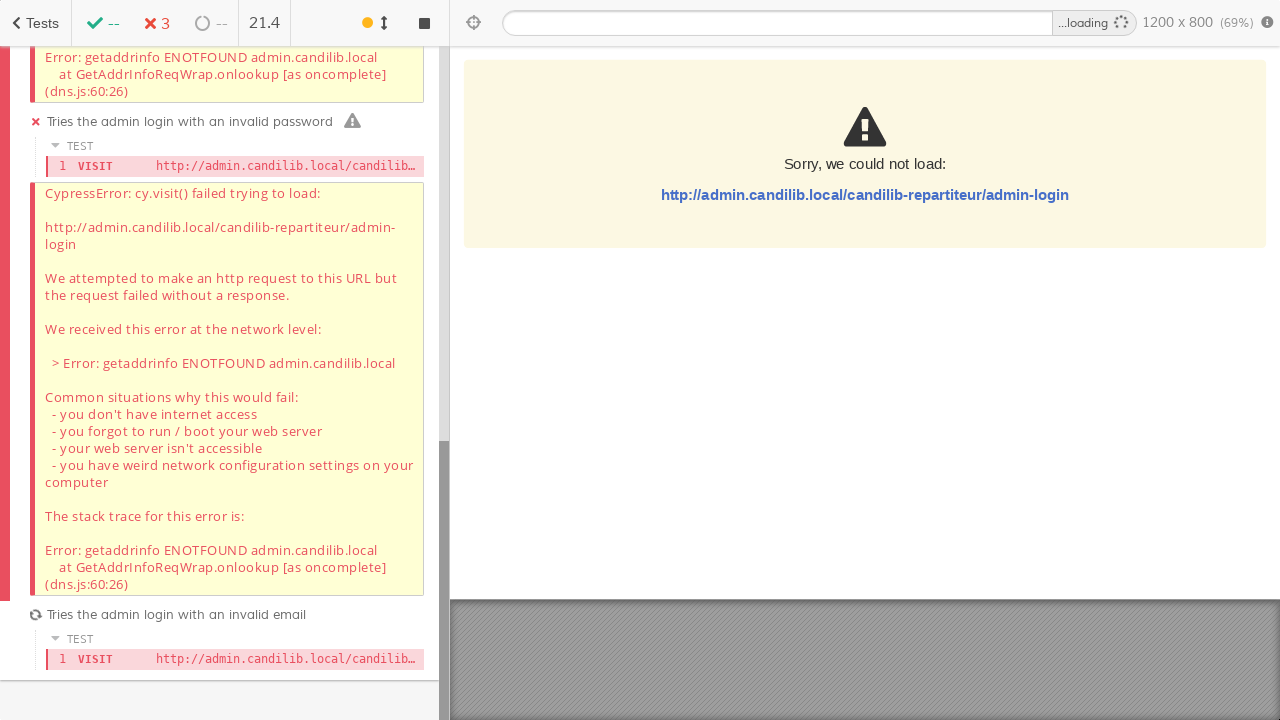 Tests
--
3
--
21.4
...loading
1200 x 800 (69%)
Error: getaddrinfo ENOTFOUND admin.candilib.local
at GetAddrInfoReqWrap.onlookup [as oncomplete]
(dns.js:60:26)
Tries the admin login with an invalid password
TEST
1 VISIT http://admin.candilib.local/candilib…
CypressError: cy.visit() failed trying to load:
http://admin.candilib.local/candilib-repartiteur/admin-
login
We attempted to make an http request to this URL but
the request failed without a response.
We received this error at the network level:
> Error: getaddrinfo ENOTFOUND admin.candilib.local
Common situations why this would fail:
- you don't have internet access
- you forgot to run / boot your web server
- your web server isn't accessible
- you have weird network configuration settings on your
computer
The stack trace for this error is:
Error: getaddrinfo ENOTFOUND admin.candilib.local
at GetAddrInfoReqWrap.onlookup [as oncomplete]
(dns.js:60:26)
Tries the admin login with an invalid email
TEST
1 VISIT http://admin.candilib.local/candilib…
Sorry, we could not load:
http://admin.candilib.local/candilib-repartiteur/admin-login